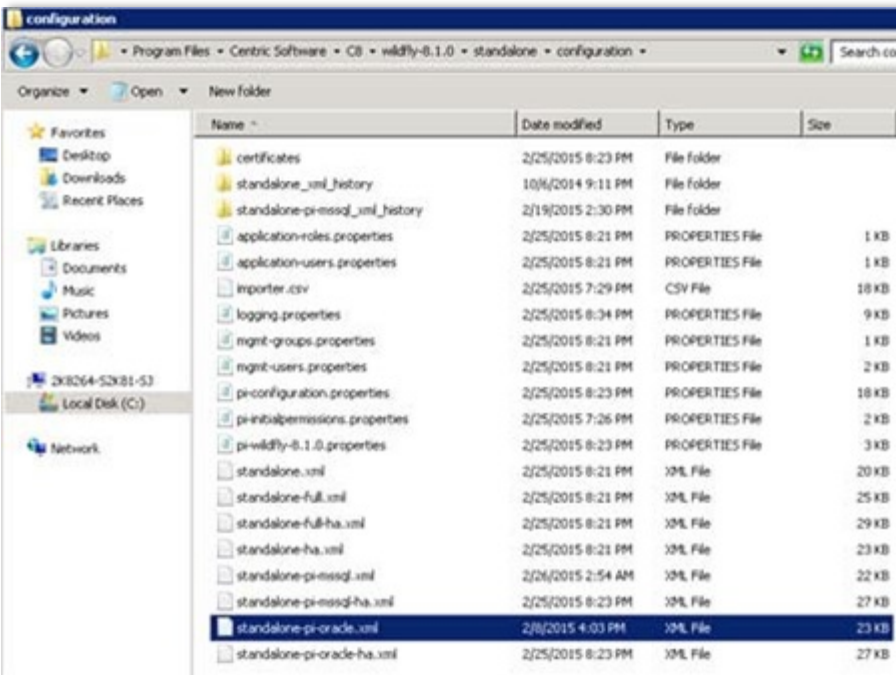 configuration
Program Files • Centric Software • C8 • wildfly-8.1.0 • standalone • configuration • Search co
Organize Open New folder
Name Date modified Type Size
Favorites
Desktop
Downloads
Recent Places
Libraries
Documents
Music
Pictures
Videos
2K8264-S2K81-S3
Local Disk (C:)
Network
certificates 2/25/2015 8:23 PM File folder
standalone_xml_history 10/6/2014 9:11 PM File folder
standalone-pi-mssql_xml_history 2/19/2015 2:30 PM File folder
application-roles.properties 2/25/2015 8:21 PM PROPERTIES File 1 KB
application-users.properties 2/25/2015 8:21 PM PROPERTIES File 1 KB
importer.csv 2/25/2015 7:29 PM CSV File 18 KB
logging.properties 2/25/2015 8:34 PM PROPERTIES File 9 KB
mgmt-groups.properties 2/25/2015 8:21 PM PROPERTIES File 1 KB
mgmt-users.properties 2/25/2015 8:21 PM PROPERTIES File 2 KB
pi-configuration.properties 2/25/2015 8:23 PM PROPERTIES File 18 KB
pi-initialpermissions.properties 2/25/2015 7:26 PM PROPERTIES File 2 KB
pi-wildfly-8.1.0.properties 2/25/2015 8:23 PM PROPERTIES File 3 KB
standalone.xml 2/25/2015 8:21 PM XML File 20 KB
standalone-full.xml 2/25/2015 8:21 PM XML File 25 KB
standalone-full-ha.xml 2/25/2015 8:21 PM XML File 29 KB
standalone-ha.xml 2/25/2015 8:21 PM XML File 23 KB
standalone-pi-mssql.xml 2/26/2015 2:54 AM XML File 22 KB
standalone-pi-mssql-ha.xml 2/25/2015 8:23 PM XML File 27 KB
standalone-pi-oracle.xml 2/8/2015 4:03 PM XML File 23 KB
standalone-pi-oracle-ha.xml 2/25/2015 8:23 PM XML File 27 KB